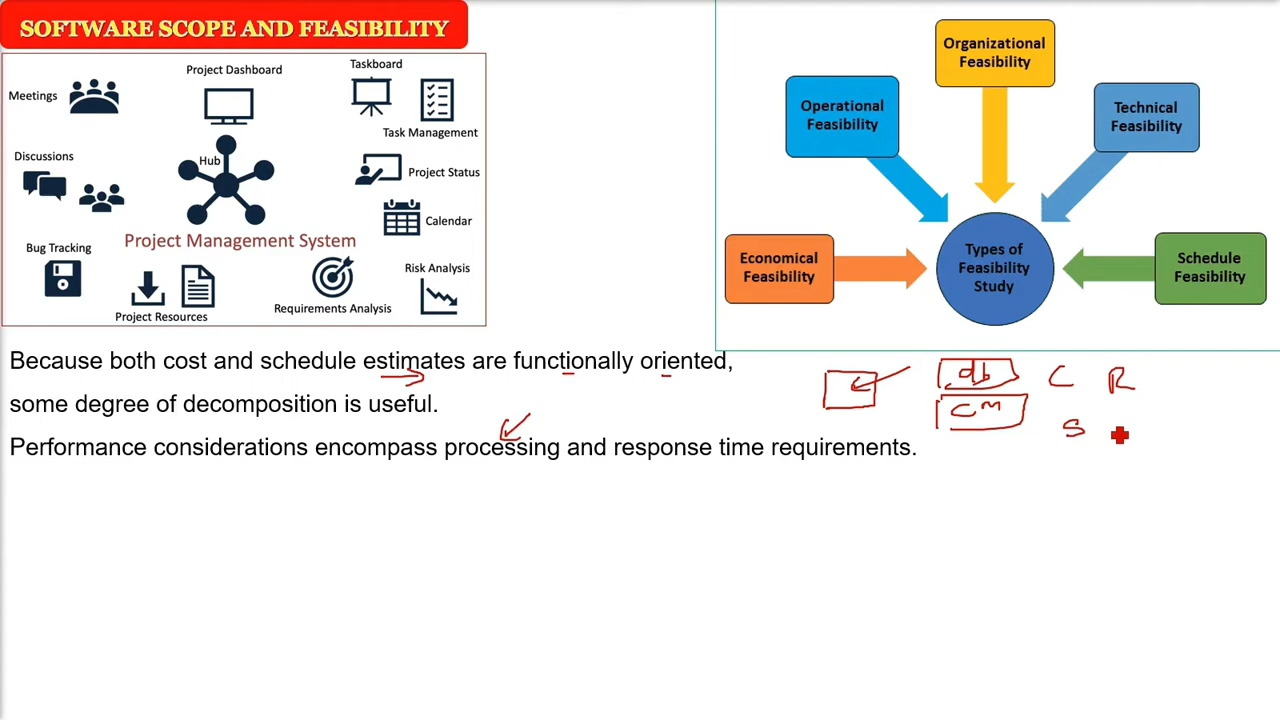 SOFTWARE SCOPE AND FEASIBILITY
Meetings
Project Dashboard
Taskboard
Task Management
Discussions
Hub
Project Status
Calendar
Project Management System
Bug Tracking
Project Resources
Requirements Analysis
Risk Analysis
Organizational
Feasibility
Operational
Feasibility
Technical
Feasibility
Economical
Feasibility
Types of
Feasibility
Study
Schedule
Feasibility
Because both cost and schedule estimates are functionally oriented,
some degree of decomposition is useful.
Performance considerations encompass processing and response time requirements.
db C R
CM S